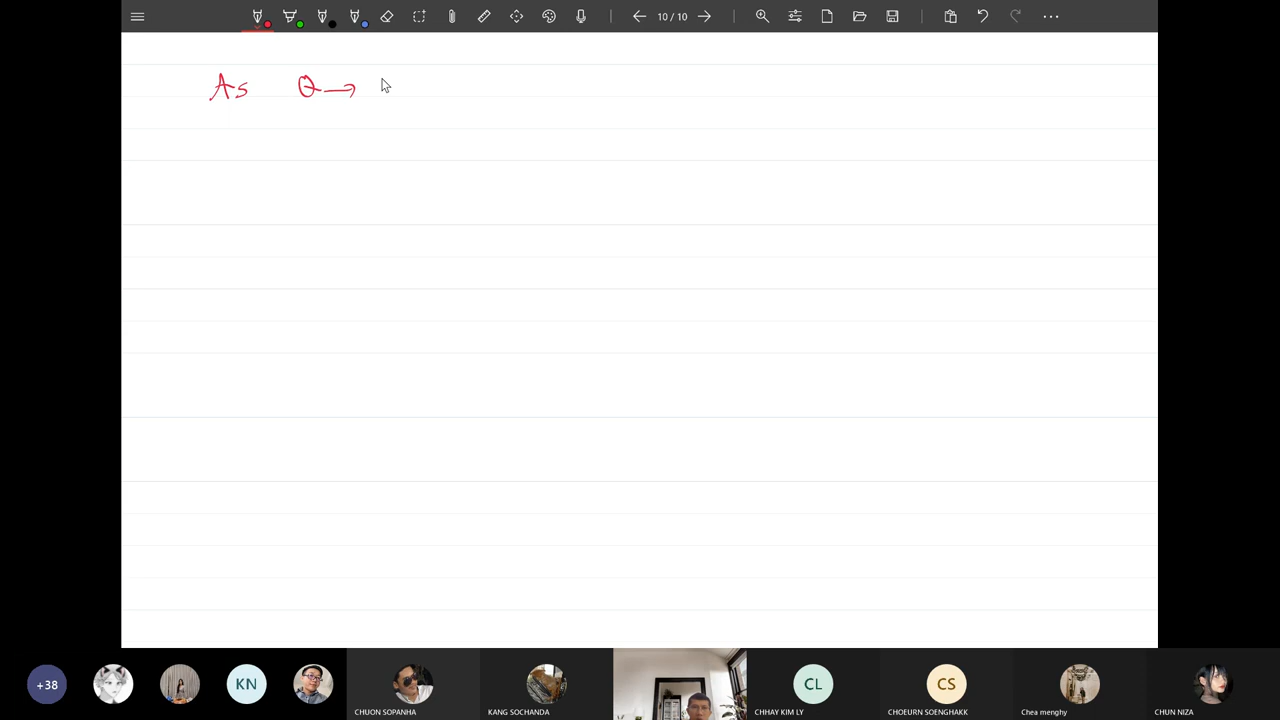 10 / 10
As Q →
+38
KN
CL
CS
CHUON SOPANHA
KANG SOCHANDA
CHHAY KIM LY
CHOEURN SOENGHAKK
Chea menghy
CHUN NIZA